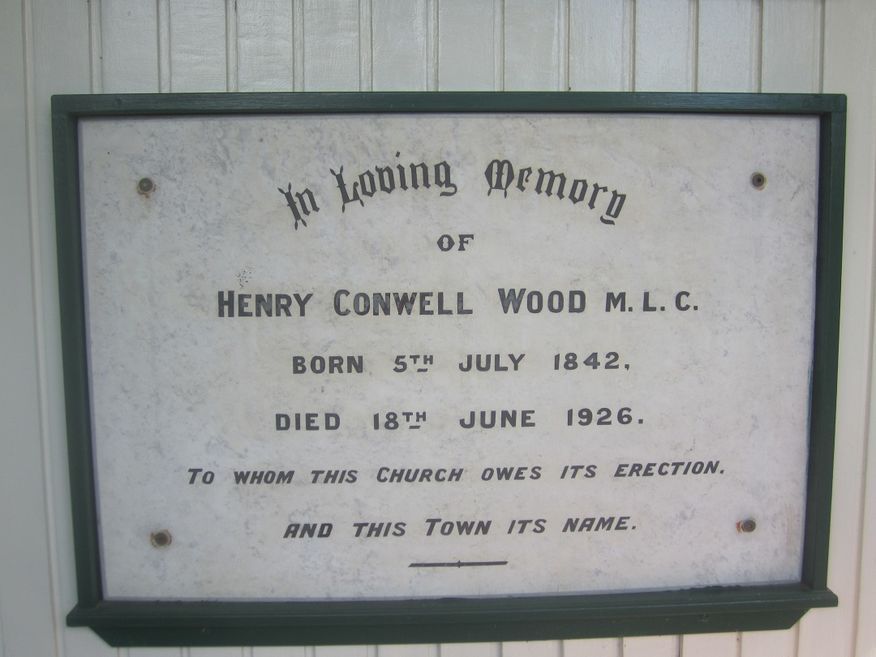 In Loving Memory
OF
HENRY CONWELL WOOD M.L.C.
BORN 5TH JULY 1842,
DIED 18TH JUNE 1926.
TO WHOM THIS CHURCH OWES ITS ERECTION.
AND THIS TOWN ITS NAME.